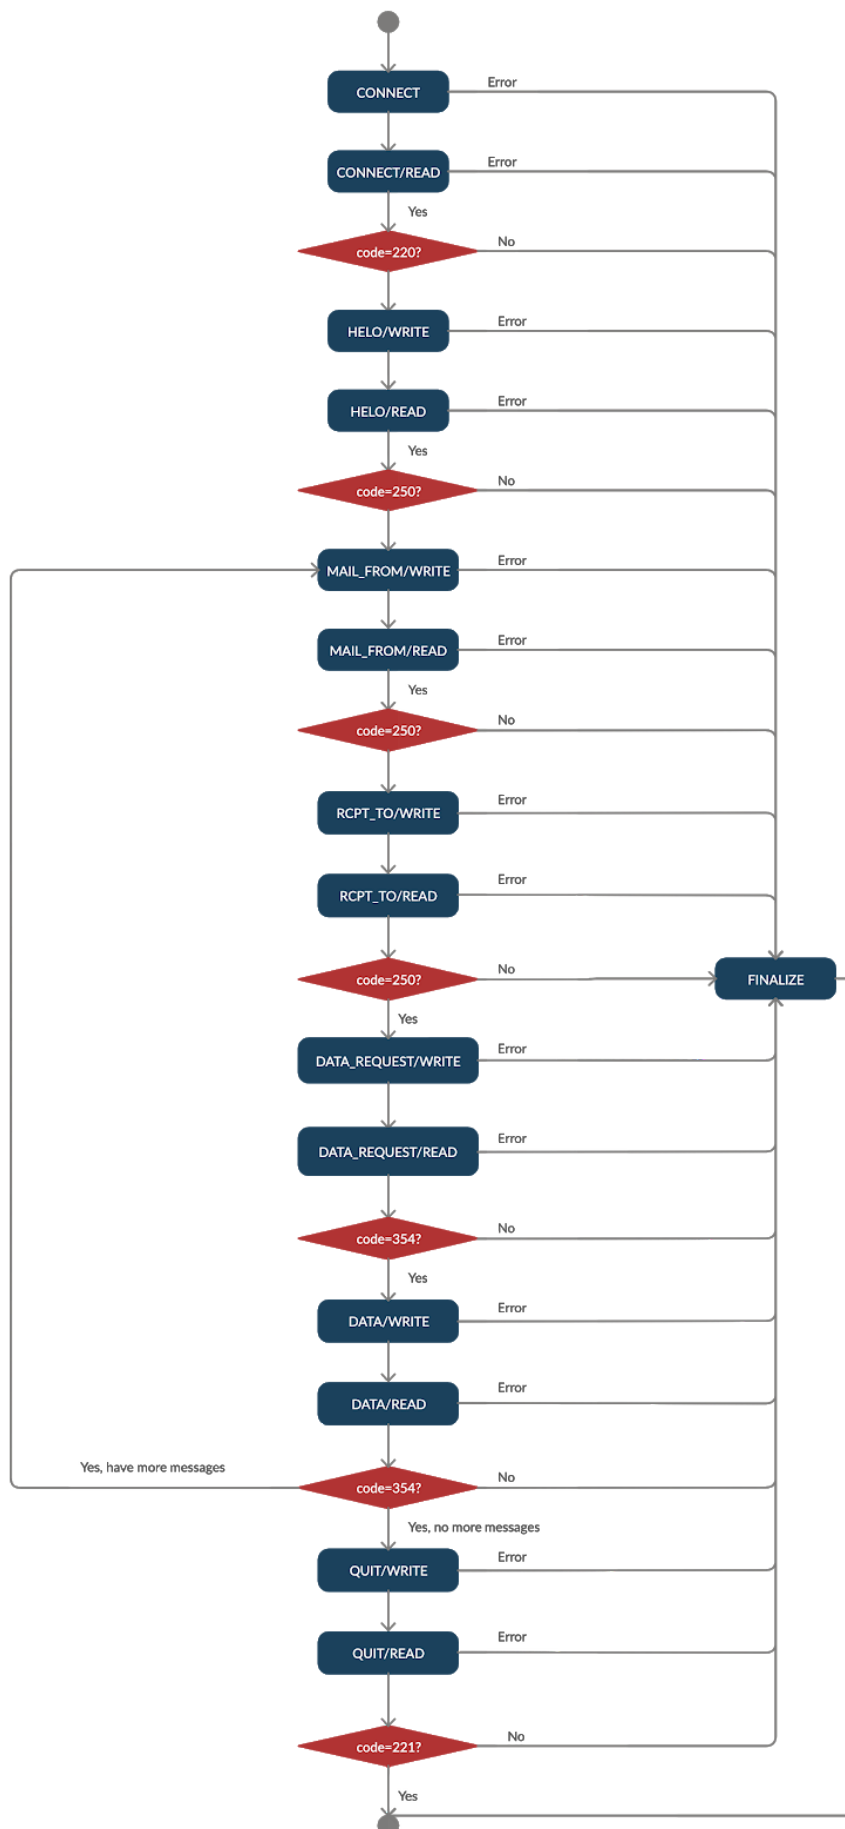 CONNECT
Error
CONNECT/READ
Error
Yes
code=220?
No
HELO/WRITE
Error
HELO/READ
Error
Yes
code=250?
No
MAIL_FROM/WRITE
Error
MAIL_FROM/READ
Error
Yes
code=250?
No
RCPT_TO/WRITE
Error
RCPT_TO/READ
Error
code=250?
No
FINALIZE
Yes
DATA_REQUEST/WRITE
Error
DATA_REQUEST/READ
Error
code=354?
No
Yes
DATA/WRITE
Error
DATA/READ
Error
Yes, have more messages
code=354?
No
Yes, no more messages
QUIT/WRITE
Error
QUIT/READ
Error
code=221?
No
Yes